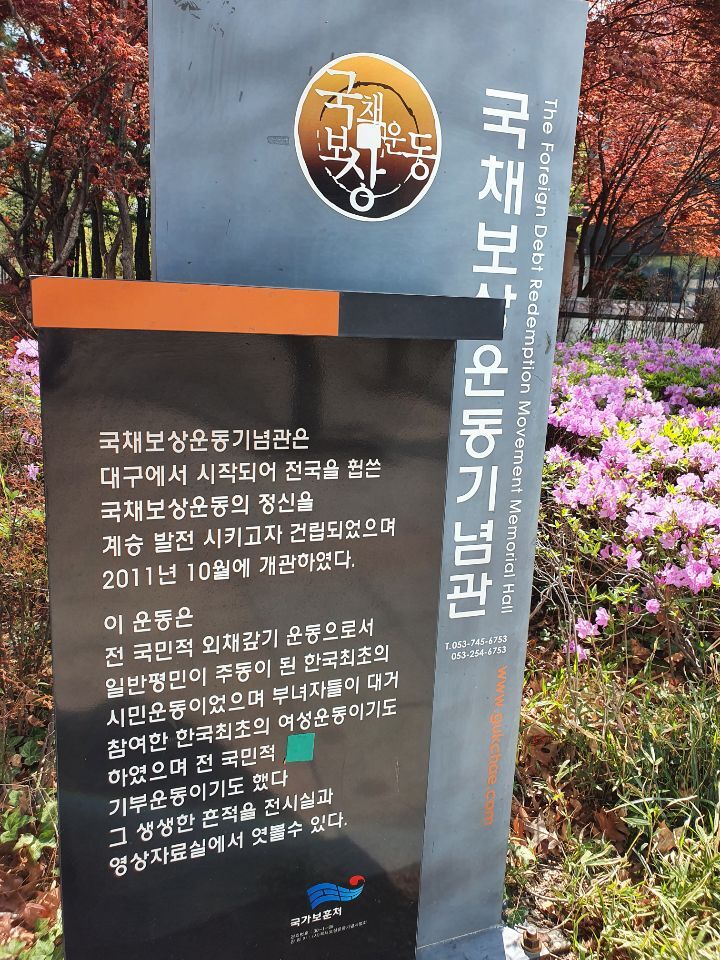 국채
보상운동
국채보상운동기념관
The Foreign Debt Redemption Movement Memorial Hall
T.053-745-6753
053-254-6753
www.gukchae.com
국채보상운동기념관은
대구에서 시작되어 전국을 휩쓴
국채보상운동의 정신을
계승 발전 시키고자 건립되었으며
2011년 10월에 개관하였다.
이 운동은
전 국민적 외채갚기 운동으로서
일반평민이 주동이 된 한국최초의
시민운동이었으며 부녀자들이 대거
참여한 한국최초의 여성운동이기도
하였으며 전 국민적
기부운동이기도 했다
그 생생한 흔적을 전시실과
영상자료실에서 엿볼수 있다.
국가보훈처